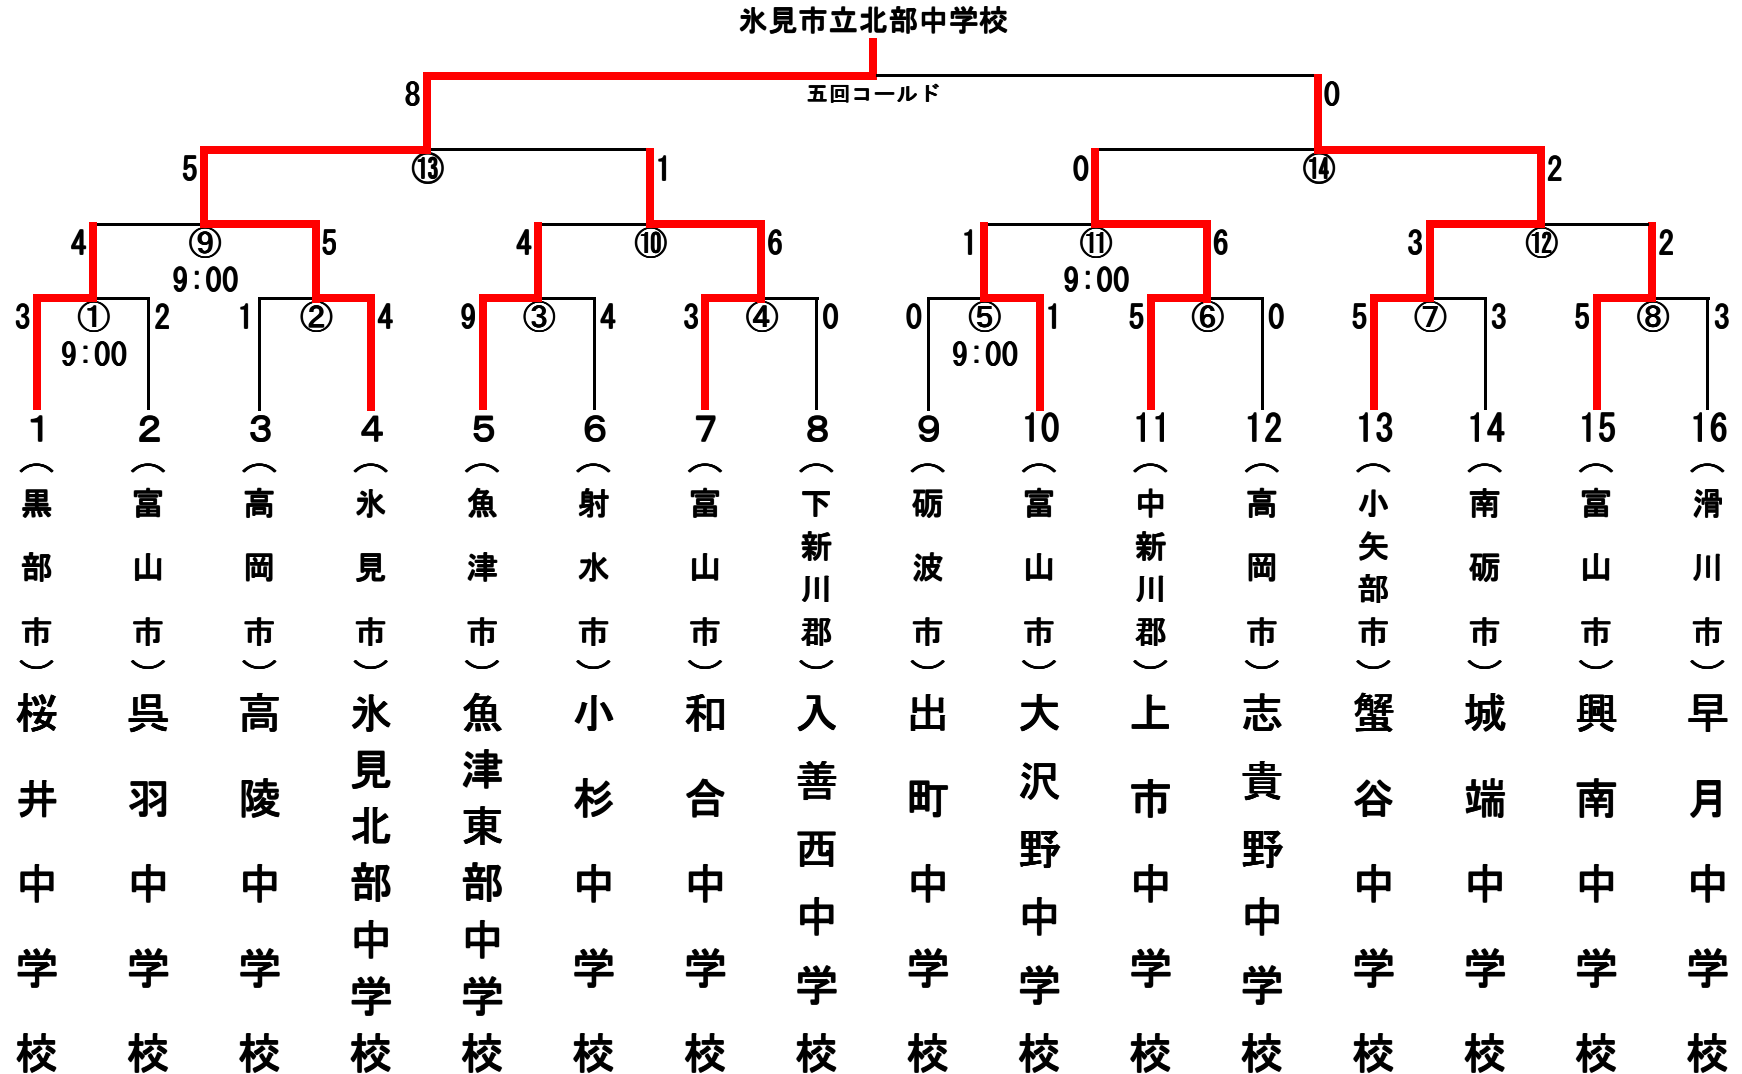 氷見市立北部中学校
8 五回コールド 0
5 ⑬ 1 0 ⑭ 2
4 ⑨ 5 4 ⑩ 6 1 ⑪ 6 3 ⑫ 2
9:00 9:00
3 ① 2 1 ② 4 9 ③ 4 3 ④ 0 0 ⑤ 1 5 ⑥ 0 5 ⑦ 3 5 ⑧ 3
9:00 9:00
1 2 3 4 5 6 7 8 9 10 11 12 13 14 15 16
（黒部市）桜井中学校
（富山市）呉羽中学校
（高岡市）高陵中学校
（氷見市）氷見北部中学校
（魚津市）魚津東部中学校
（射水市）小杉中学校
（富山市）和合中学校
（下新川郡）入善西中学校
（砺波市）出町中学校
（富山市）大沢野中学校
（中新川郡）上市中学校
（高岡市）志貴野中学校
（小矢部市）蟹谷中学校
（南砺市）城端中学校
（富山市）興南中学校
（滑川市）早月中学校